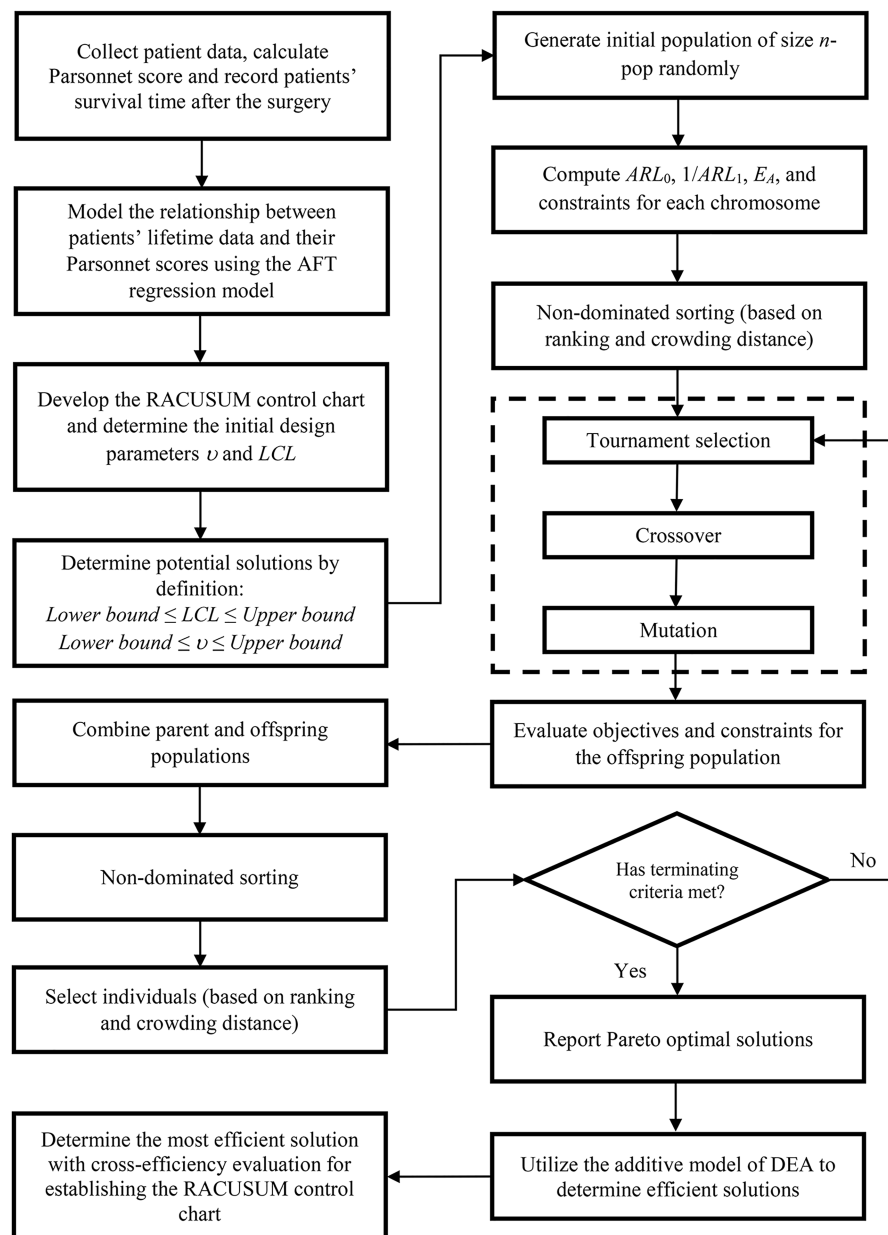 Collect patient data, calculate
Parsonnet score and record patients’
survival time after the surgery
Model the relationship between
patients’ lifetime data and their
Parsonnet scores using the AFT
regression model
Develop the RACUSUM control chart
and determine the initial design
parameters υ and LCL
Determine potential solutions by
definition:
Lower bound ≤ LCL ≤ Upper bound
Lower bound ≤ υ ≤ Upper bound
Generate initial population of size n-
pop randomly
Compute ARL₀, 1/ARL₁, E_A, and
constraints for each chromosome
Non-dominated sorting (based on
ranking and crowding distance)
Tournament selection
Crossover
Mutation
Evaluate objectives and constraints for
the offspring population
Combine parent and offspring
populations
Non-dominated sorting
Select individuals (based on ranking
and crowding distance)
Has terminating
criteria met?
No
Yes
Report Pareto optimal solutions
Utilize the additive model of DEA to
determine efficient solutions
Determine the most efficient solution
with cross-efficiency evaluation for
establishing the RACUSUM control
chart